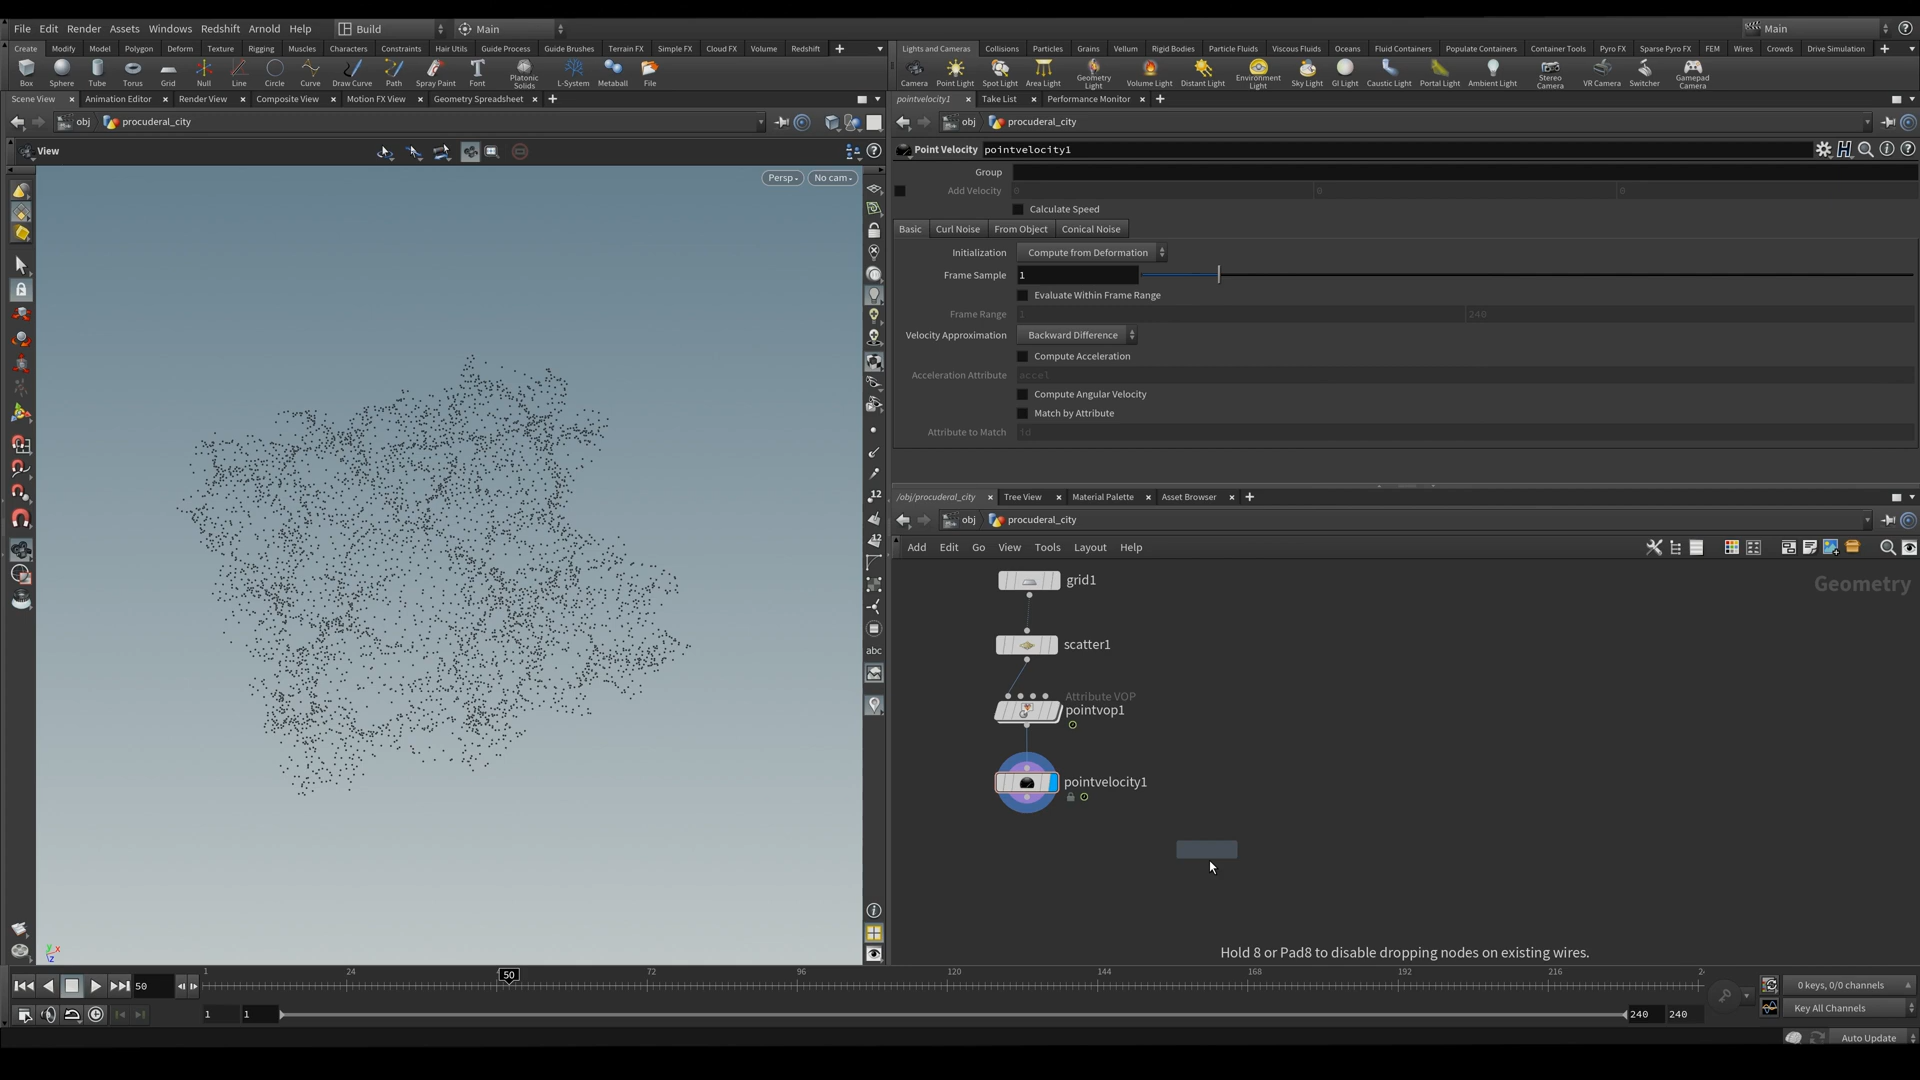 File Edit Render Assets Windows Redshift Arnold Help Build Main Main
Create Modify Model Polygon Deform Texture Rigging Muscles Characters Constraints Hair Utils Guide Process Guide Brushes Terrain FX Simple FX Cloud FX Volume Redshift
Lights and Cameras Collisions Particles Grains Vellum Rigid Bodies Particle Fluids Viscous Fluids Oceans Fluid Containers Populate Containers Container Tools Pyro FX Sparse Pyro FX FEM Wires Crowds Drive Simulation
Box Sphere Tube Torus Grid Null Line Circle Curve Draw Curve Path Spray Paint Font Platonic Solids L-System Metaball File
Camera Point Light Spot Light Area Light Geometry Light Volume Light Distant Light Environment Light Sky Light GI Light Caustic Light Portal Light Ambient Light Stereo Camera VR Camera Switcher Gamepad Camera
Scene View Animation Editor Render View Composite View Motion FX View Geometry Spreadsheet
pointvelocity1 Take List Performance Monitor
obj procuderal_city
obj procuderal_city
View
Persp No cam
Point Velocity pointvelocity1
Group
Add Velocity 0 0 0
Calculate Speed
Basic Curl Noise From Object Conical Noise
Initialization Compute from Deformation
Frame Sample 1
Evaluate Within Frame Range
Frame Range 1 240
Velocity Approximation Backward Difference
Compute Acceleration
Acceleration Attribute accel
Compute Angular Velocity
Match by Attribute
Attribute to Match id
/obj/procuderal_city Tree View Material Palette Asset Browser
obj procuderal_city
Add Edit Go View Tools Layout Help
Geometry
grid1
scatter1
Attribute VOP
pointvop1
pointvelocity1
Hold 8 or Pad8 to disable dropping nodes on existing wires.
12
12
abc
y x
z
50 1 24 50 72 96 120 144 168 192 216 2
0 keys, 0/0 channels
1 1 240 240
Key All Channels
Auto Update